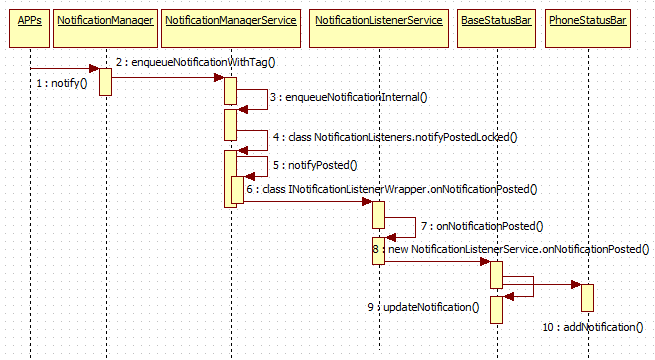 APPs
NotificationManager
NotificationManagerService
NotificationListenerService
BaseStatusBar
PhoneStatusBar
2 : enqueueNotificationWithTag()
1 : notify()
3 : enqueueNotificationInternal()
4 : class NotificationListeners.notifyPostedLocked()
5 : notifyPosted()
6 : class INotificationListenerWrapper.onNotificationPosted()
7 : onNotificationPosted()
8 : new NotificationListenerService.onNotificationPosted()
9 : updateNotification()
10 : addNotification()